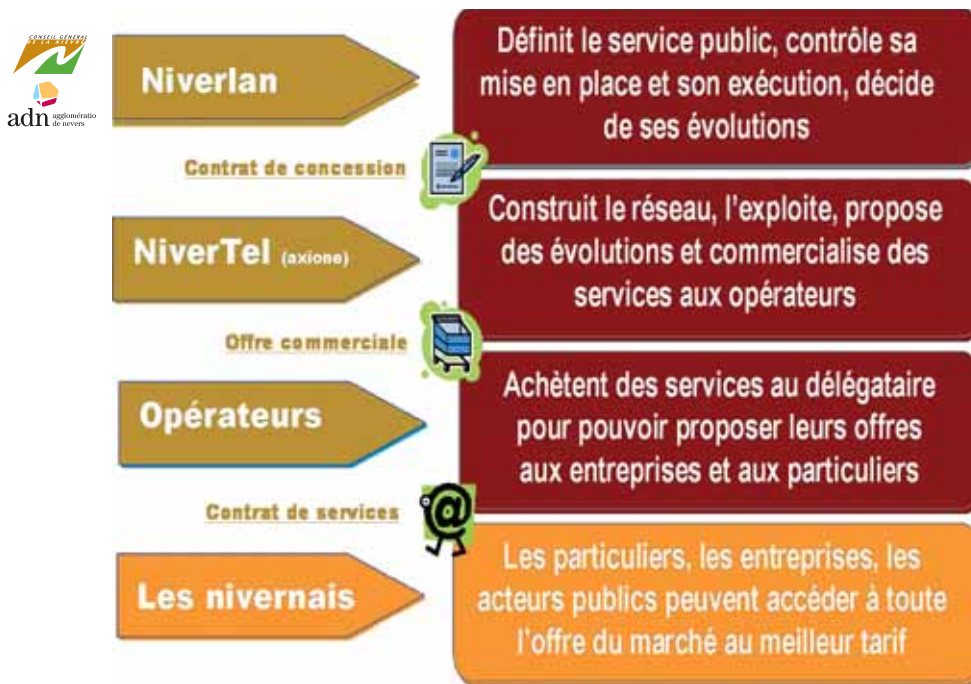 CONSEIL GÉNÉRAL
DE LA NIÈVRE
adn agglomératio
de nevers
Niverlan
Définit le service public, contrôle sa
mise en place et son exécution, décide
de ses évolutions
Contrat de concession
NiverTel (axione)
Construit le réseau, l'exploite, propose
des évolutions et commercialise des
services aux opérateurs
Offre commerciale
Opérateurs
Achètent des services au délégataire
pour pouvoir proposer leurs offres
aux entreprises et aux particuliers
Contrat de services
@
Les nivernais
Les particuliers, les entreprises, les
acteurs publics peuvent accéder à toute
l'offre du marché au meilleur tarif